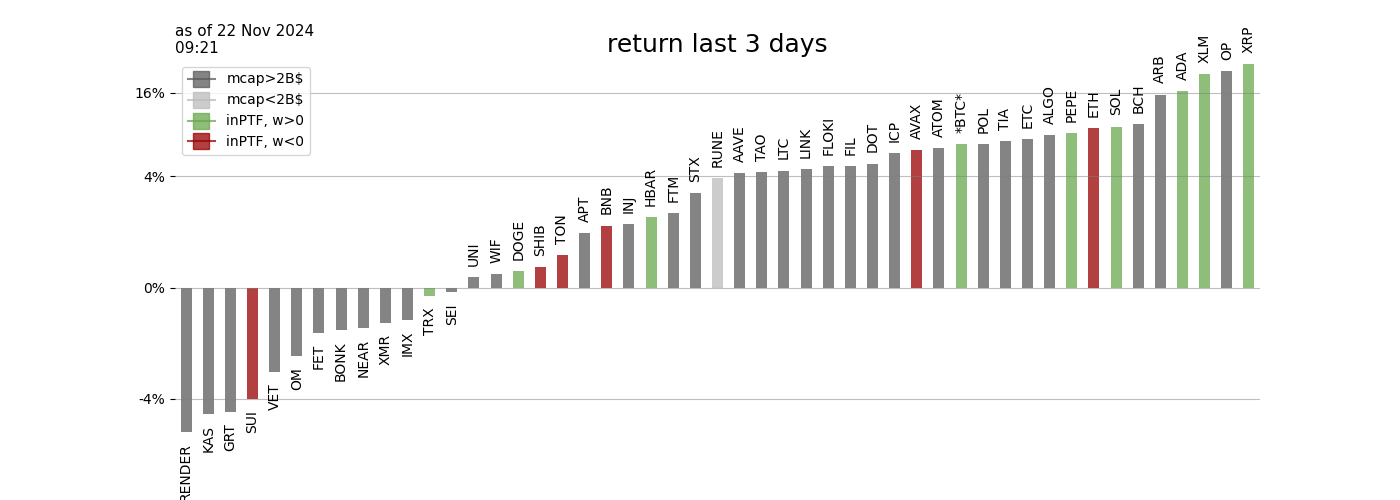 as of 22 Nov 2024
09:21
return last 3 days
mcap>2B$
mcap<2B$
inPTF, w>0
inPTF, w<0
16%
4%
0%
-4%
RENDER
KAS
GRT
SUI
VET
OM
FET
BONK
NEAR
XMR
IMX
TRX
SEI
UNI
WIF
DOGE
SHIB
TON
APT
BNB
INJ
HBAR
FTM
STX
RUNE
AAVE
TAO
LTC
LINK
FLOKI
FIL
DOT
ICP
AVAX
ATOM
*BTC*
POL
TIA
ETC
ALGO
PEPE
ETH
SOL
BCH
ARB
ADA
XLM
OP
XRP